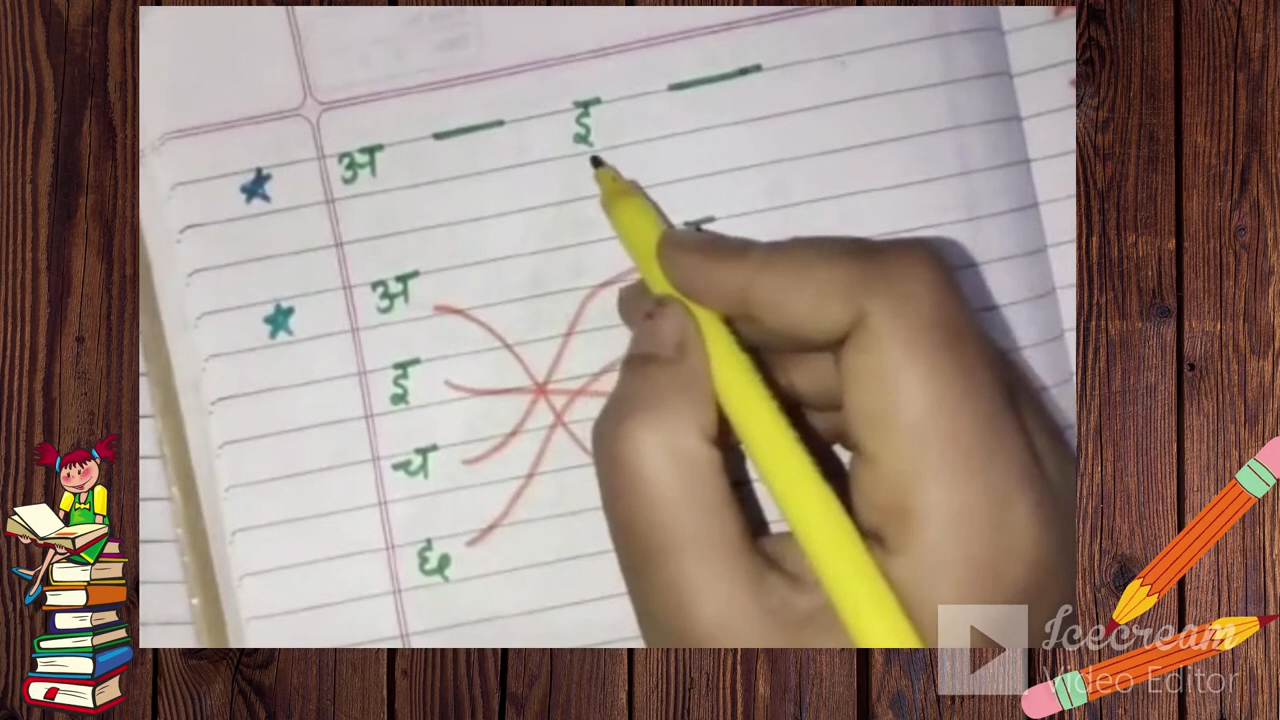 अ — इ —
अ
इ
च
छ
Icecream
Video Editor